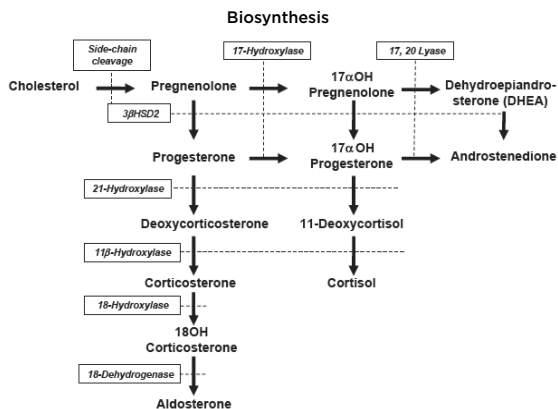 Biosynthesis
Side-chain
cleavage
17-Hydroxylase
17, 20 Lyase
Cholesterol
Pregnenolone
17αOH
Pregnenolone
Dehydroepiandro-
sterone (DHEA)
3βHSD2
Progesterone
17αOH
Progesterone
Androstenedione
21-Hydroxylase
Deoxycorticosterone
11-Deoxycortisol
11β-Hydroxylase
Corticosterone
Cortisol
18-Hydroxylase
18OH
Corticosterone
18-Dehydrogenase
Aldosterone